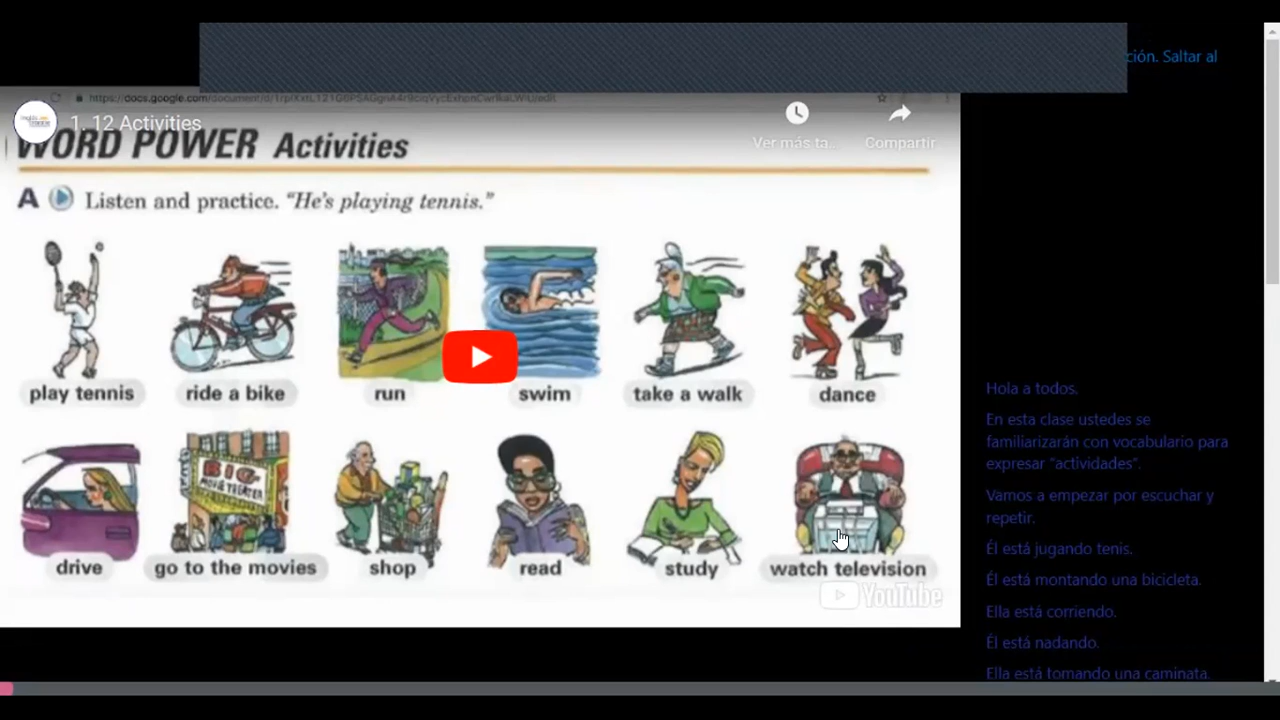 ción. Saltar al
1. 12 Activities
Ver más ta...
Compartir
WORD POWER Activities
A Listen and practice. "He's playing tennis."
play tennis ride a bike run swim take a walk dance
BIG
MOVIE THEATER
drive go to the movies shop read study watch television
YouTube
Hola a todos.
En esta clase ustedes se
familiarizarán con vocabulario para
expresar "actividades".
Vamos a empezar por escuchar y
repetir.
Él está jugando tenis.
Él está montando una bicicleta.
Ella está corriendo.
Él está nadando.
Ella está tomando una caminata.